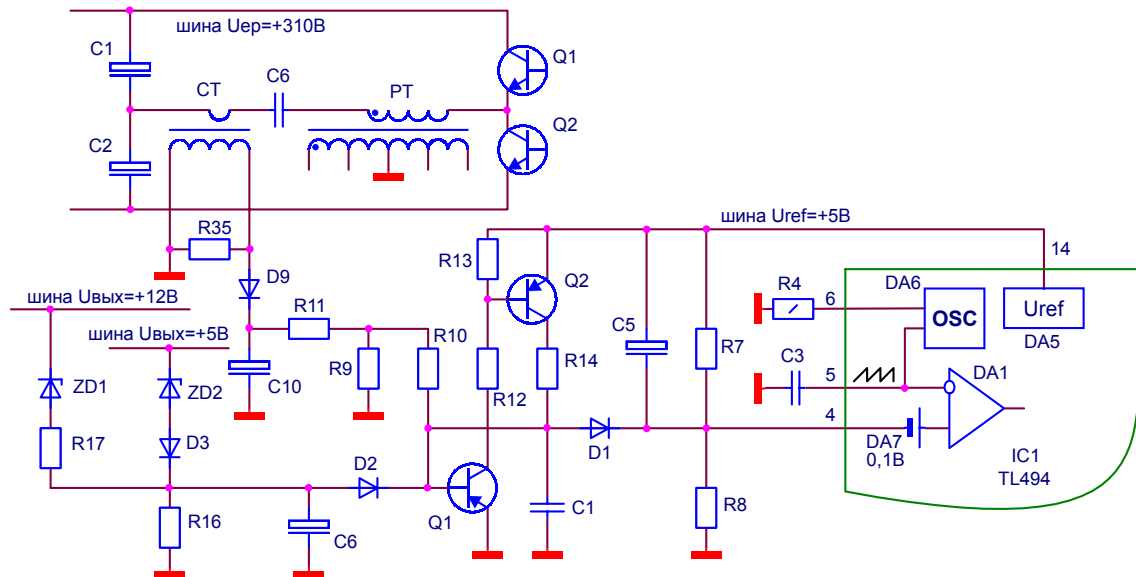 шина Uep=+310В
C1
Q1
CT
C6
PT
C2
Q2
R35
шина Uref=+5В
14
D9
R13
Q2
R4
6
DA6
OSC
Uref
DA5
шина Uвых=+12В
шина Uвых=+5В
R11
R10
C5
R7
ZD1
ZD2
C10
R9
R12
R14
C3
5
DA1
R17
D3
D2
D1
4
DA7
0,1В
IC1
TL494
R16
C6
Q1
C1
R8